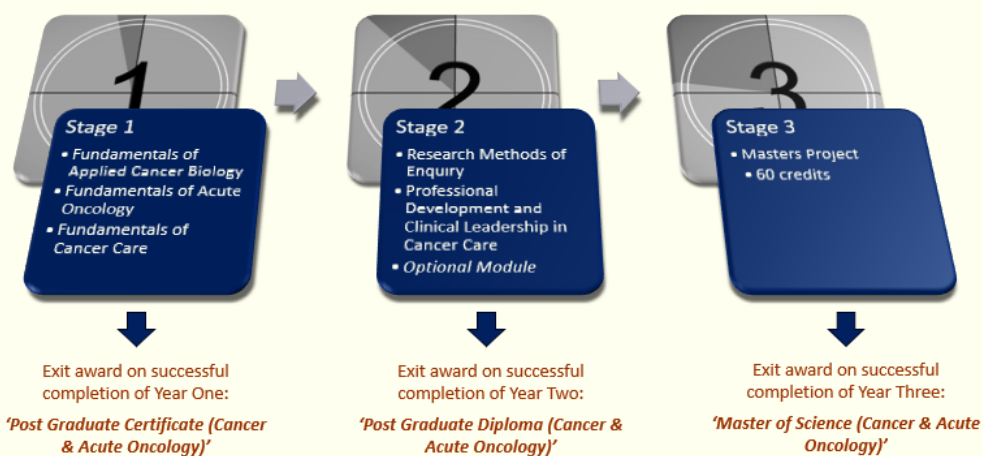 1
Stage 1
• Fundamentals of
Applied Cancer Biology
• Fundamentals of Acute
Oncology
• Fundamentals of
Cancer Care
Exit award on successful
completion of Year One:
‘Post Graduate Certificate (Cancer
& Acute Oncology)’
2
Stage 2
• Research Methods of
Enquiry
• Professional
Development and
Clinical Leadership in
Cancer Care
• Optional Module
Exit award on successful
completion of Year Two:
‘Post Graduate Diploma (Cancer &
Acute Oncology)’
3
Stage 3
• Masters Project
• 60 credits
Exit award on successful
completion of Year Three:
‘Master of Science (Cancer & Acute
Oncology)’